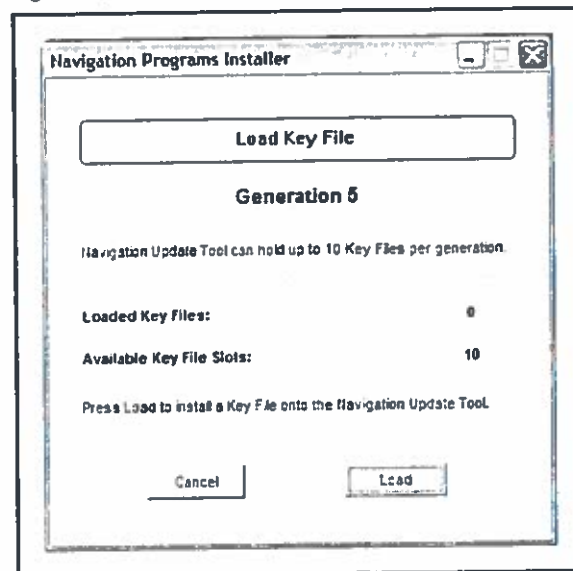 Navigation Programs Installer
Load Key File
Generation 5
Navigation Update Tool can hold up to 10 Key Files per generation.
Loaded Key Files: 0
Available Key File Slots: 10
Press Load to install a Key File onto the Navigation Update Tool.
Cancel Load